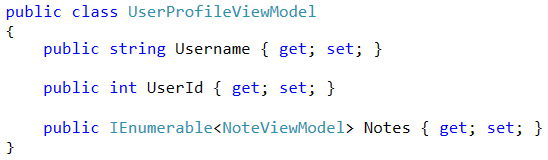 public class UserProfileViewModel
{
    public string Username { get; set; }
    public int UserId { get; set; }
    public IEnumerable<NoteViewModel> Notes { get; set; }
}